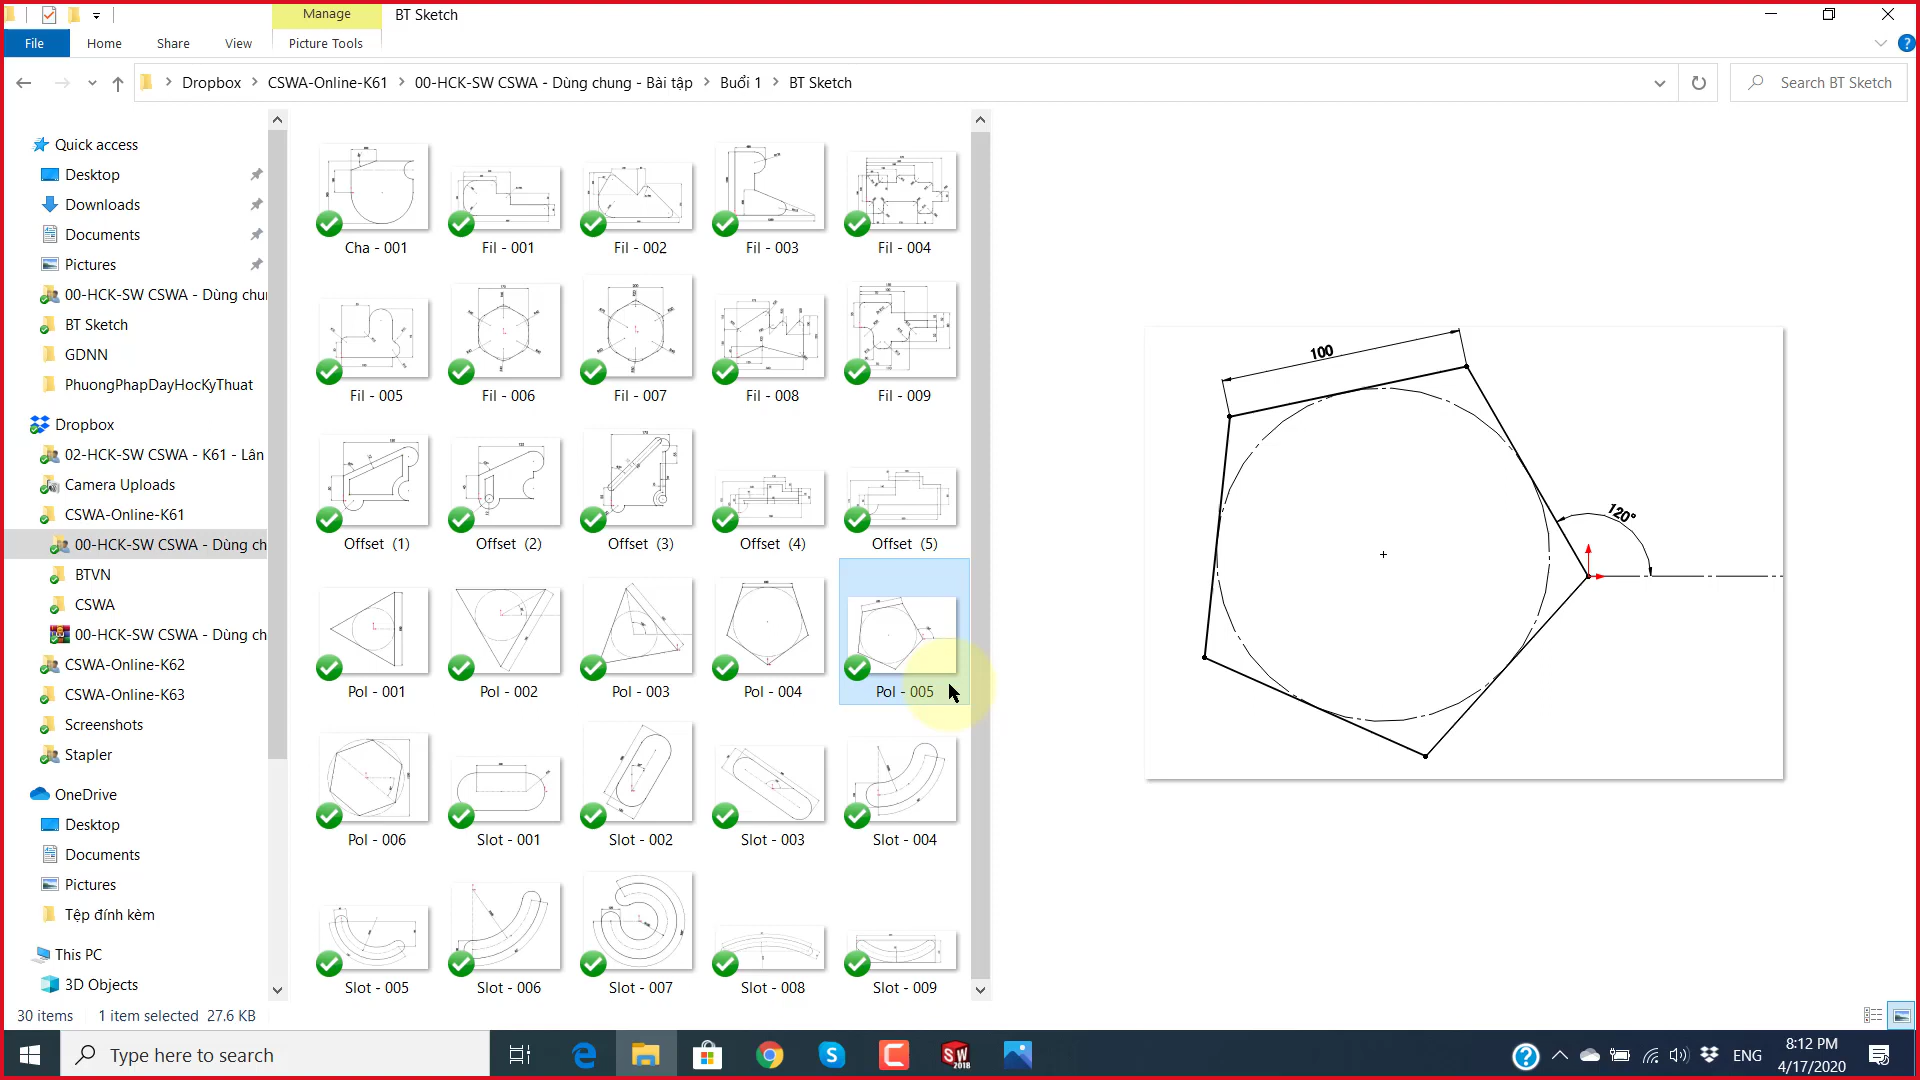 Manage
BT Sketch
File
Home
Share
View
Picture Tools
Dropbox
CSWA-Online-K61
00-HCK-SW CSWA - Dùng chung - Bài tập
Buổi 1
BT Sketch
Search BT Sketch
Quick access
Desktop
Downloads
Documents
Pictures
00-HCK-SW CSWA - Dùng chu
BT Sketch
GDNN
PhuongPhapDayHocKyThuat
Dropbox
02-HCK-SW CSWA - K61 - Lân
Camera Uploads
CSWA-Online-K61
00-HCK-SW CSWA - Dùng ch
BTVN
CSWA
00-HCK-SW CSWA - Dùng ch
CSWA-Online-K62
CSWA-Online-K63
Screenshots
Stapler
OneDrive
Desktop
Documents
Pictures
Tệp đính kèm
This PC
3D Objects
Cha - 001
Fil - 001
Fil - 002
Fil - 003
Fil - 004
Fil - 005
Fil - 006
Fil - 007
Fil - 008
Fil - 009
Offset (1)
Offset (2)
Offset (3)
Offset (4)
Offset (5)
Pol - 001
Pol - 002
Pol - 003
Pol - 004
Pol - 005
Pol - 006
Slot - 001
Slot - 002
Slot - 003
Slot - 004
Slot - 005
Slot - 006
Slot - 007
Slot - 008
Slot - 009
100
120°
30 items
1 item selected 27.6 KB
Type here to search
SW
2018
ENG
8:12 PM
4/17/2020